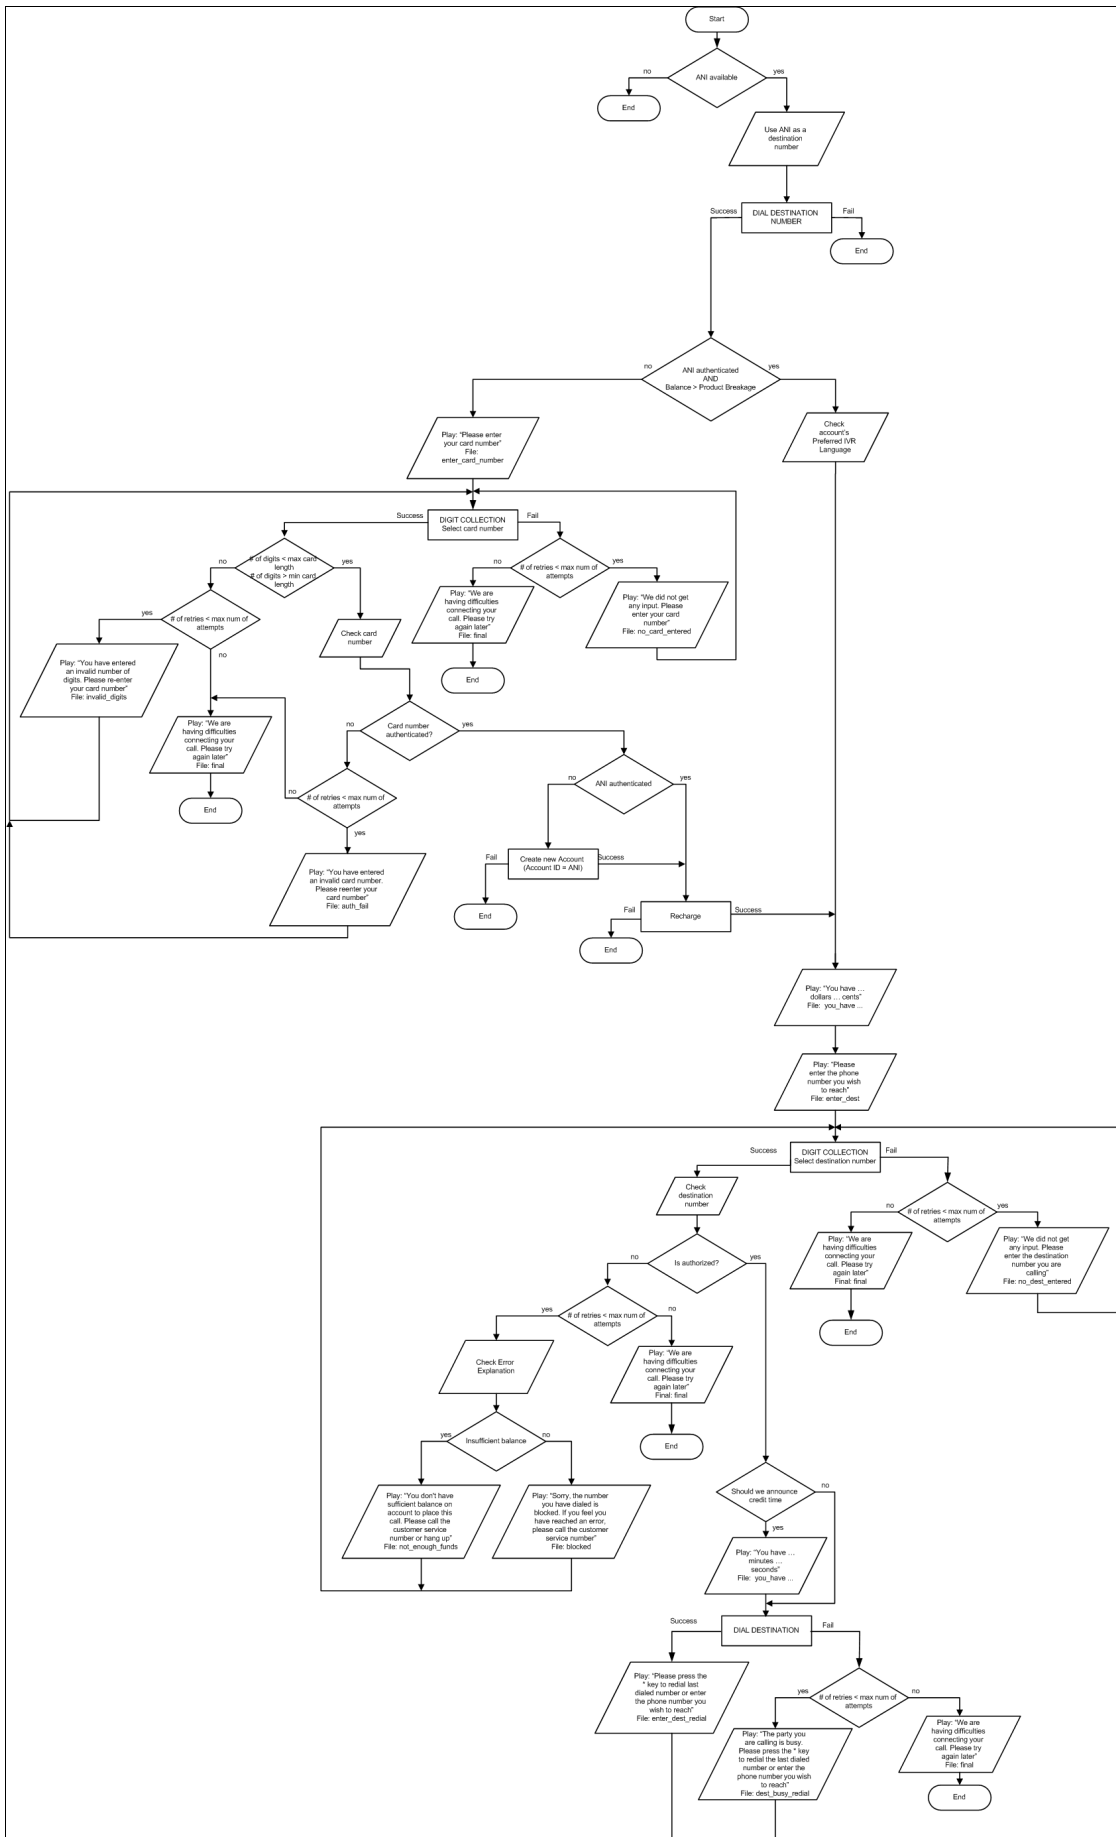 Start
ANI available
no
yes
End
Use ANI as a
destination
number
DIAL DESTINATION
NUMBER
Success
Fail
End
ANI authenticated
AND
Balance > Product Breakage
no
yes
Play: “Please enter
your card number”
File:
enter_card_number
Check
account’s
Preferred IVR
Language
DIGIT COLLECTION
Select card number
Success
Fail
# of digits < max card
length
# of digits > min card
length
no
yes
# of retries < max num of
attempts
no
yes
# of retries < max num of
attempts
yes
no
Check card
number
Play: “We are
having difficulties
connecting your
call. Please try
again later”
File: final
End
Play: “We did not get
any input. Please
enter your card
number”
File: no_card_entered
Play: “You have entered
an invalid number of
digits. Please re-enter
your card number”
File: invalid_digits
Play: “We are
having difficulties
connecting your
call. Please try
again later”
File: final
End
Card number
authenticated?
no
yes
# of retries < max num of
attempts
no
yes
ANI authenticated
no
yes
Play: “You have entered
an invalid card number.
Please reenter your
card number”
File: auth_fail
Create new Account
(Account ID = ANI)
Fail
Success
End
Recharge
Fail
Success
End
Play: “You have …
dollars … cents”
File: you_have ...
Play: “Please
enter the phone
number you wish
to reach”
File: enter_dest
DIGIT COLLECTION
Select destination number
Success
Fail
Check
destination
number
# of retries < max num of
attempts
no
yes
Play: “We are
having difficulties
connecting your
call. Please try
again later”
Final: final
End
Play: “We did not get
any input. Please
enter the destination
number you are
calling”
File: no_dest_entered
Is authorized?
no
yes
# of retries < max num of
attempts
yes
no
Check Error
Explanation
Play: “We are
having difficulties
connecting your
call. Please try
again later”
Final: final
End
Insufficient balance
yes
no
Play: “You don't have
sufficient balance on
account to place this
call. Please call the
customer service
number or hang up”
File: not_enough_funds
Play: “Sorry, the number
you have dialed is
blocked. If you feel you
have reached an error,
please call the customer
service number”
File: blocked
Should we announce
credit time
no
yes
Play: “You have …
minutes …
seconds”
File: you_have ...
DIAL DESTINATION
Success
Fail
Play: “Please press the
* key to redial last
dialed number or enter
the phone number you
wish to reach”
File: enter_dest_redial
# of retries < max num of
attempts
yes
no
Play: “The party you
are calling is busy.
Please press the * key
to redial the last dialed
number or enter the
phone number you wish
to reach”
File: dest_busy_redial
Play: “We are
having difficulties
connecting your
call. Please try
again later”
File: final
End